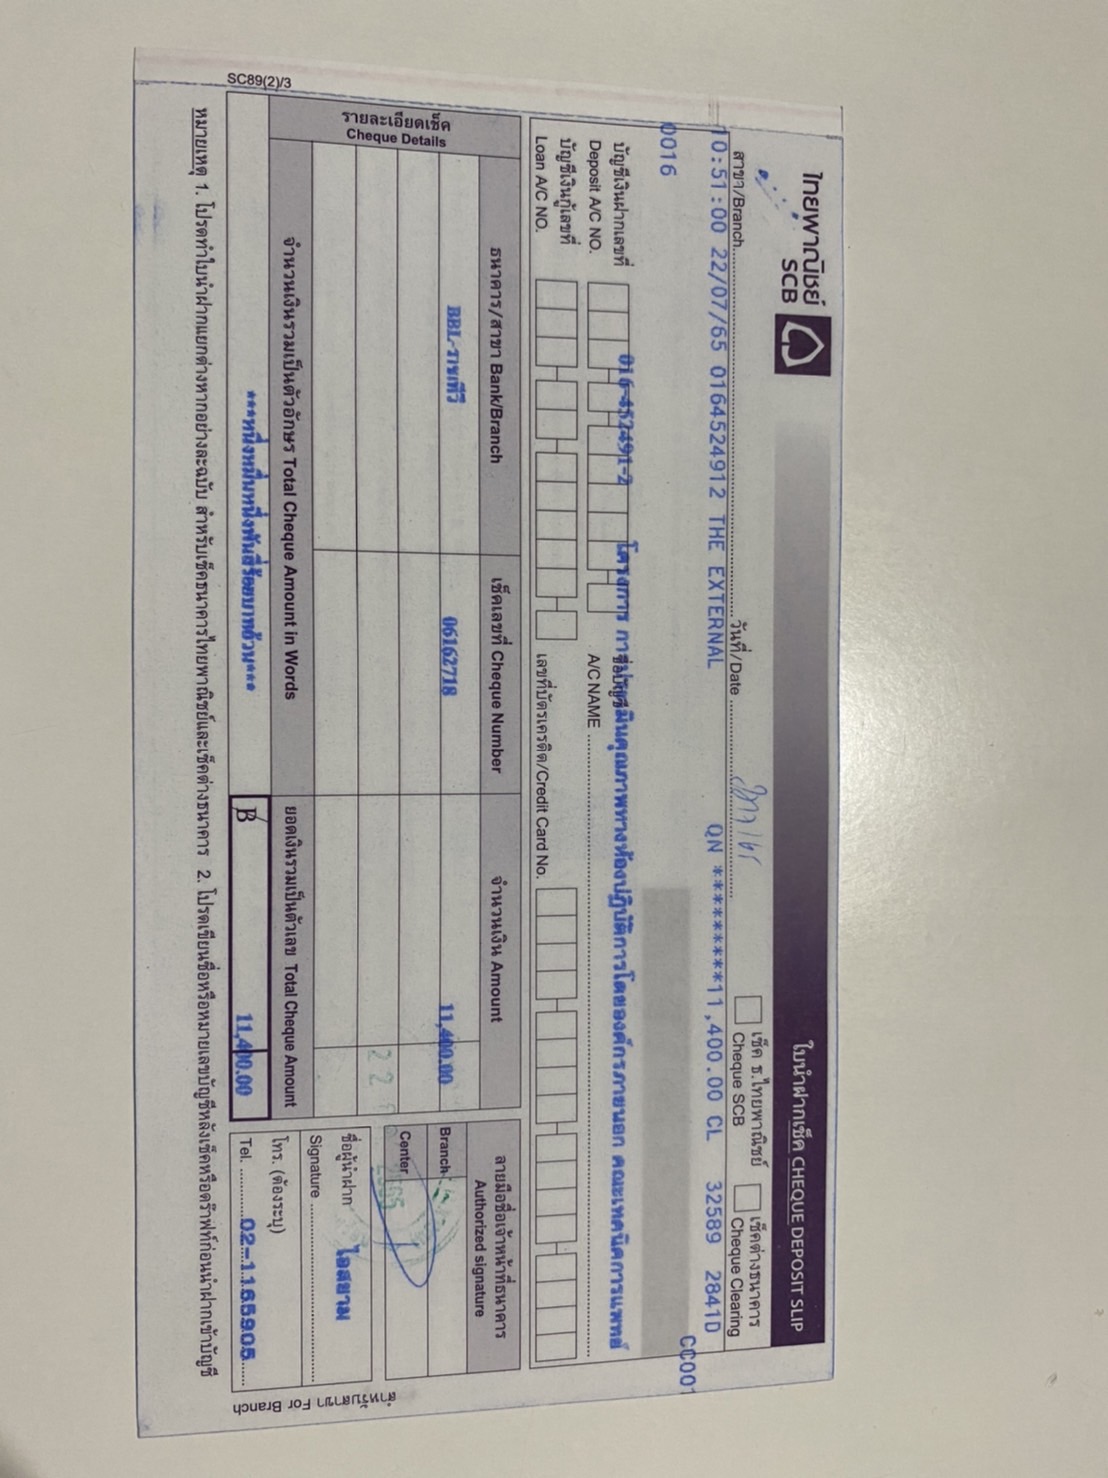 ไทยพาณิชย์
SCB
ใบนำฝากเช็ค CHEQUE DEPOSIT SLIP
สาขา/Branch
วันที่/Date
เช็ค ธ.ไทยพาณิชย์
Cheque SCB
เช็คต่างธนาคาร
Cheque Clearing
10:51:00 22/07/65 0164524912 THE EXTERNAL QN *********11,400.00 CL 32589 2841D
CC001
0016
บัญชีเงินฝากเลขที่ 016-452491-2 ชื่อบัญชี โครงการ การประเมินคุณภาพทางห้องปฏิบัติการโดยองค์กรภายนอก คณะเทคนิคการแพทย์
Deposit A/C NO. A/C NAME
บัญชีเงินกู้เลขที่
Loan A/C NO. เลขที่บัตรเครดิต/Credit Card No.
รายละเอียดเช็ค
Cheque Details
ธนาคาร/สาขา Bank/Branch เช็คเลขที่ Cheque Number จำนวนเงิน Amount
BBL-ราชเทวี 06162718 11,400.00
จำนวนเงินรวมเป็นตัวอักษร Total Cheque Amount in Words ยอดเงินรวมเป็นตัวเลข Total Cheque Amount
***หนึ่งหมื่นหนึ่งพันสี่ร้อยบาทถ้วน*** B 11,400.00
ลายมือชื่อเจ้าหน้าที่ธนาคาร
Authorized signature
Branch
Center
22 2565
ชื่อผู้นำฝาก ไอสยาม
Signature
โทร. (ต้องระบุ)
Tel. 02-1165905
สำหรับสาขา For Branch
SC89(2)/3
หมายเหตุ 1. โปรดทำใบนำฝากแยกต่างหากอย่างละฉบับ สำหรับเช็คธนาคารไทยพาณิชย์และเช็คต่างธนาคาร 2. โปรดเขียนชื่อหรือหมายเลขบัญชีหลังเช็คหรือดร๊าฟท์ก่อนนำฝากเข้าบัญชี